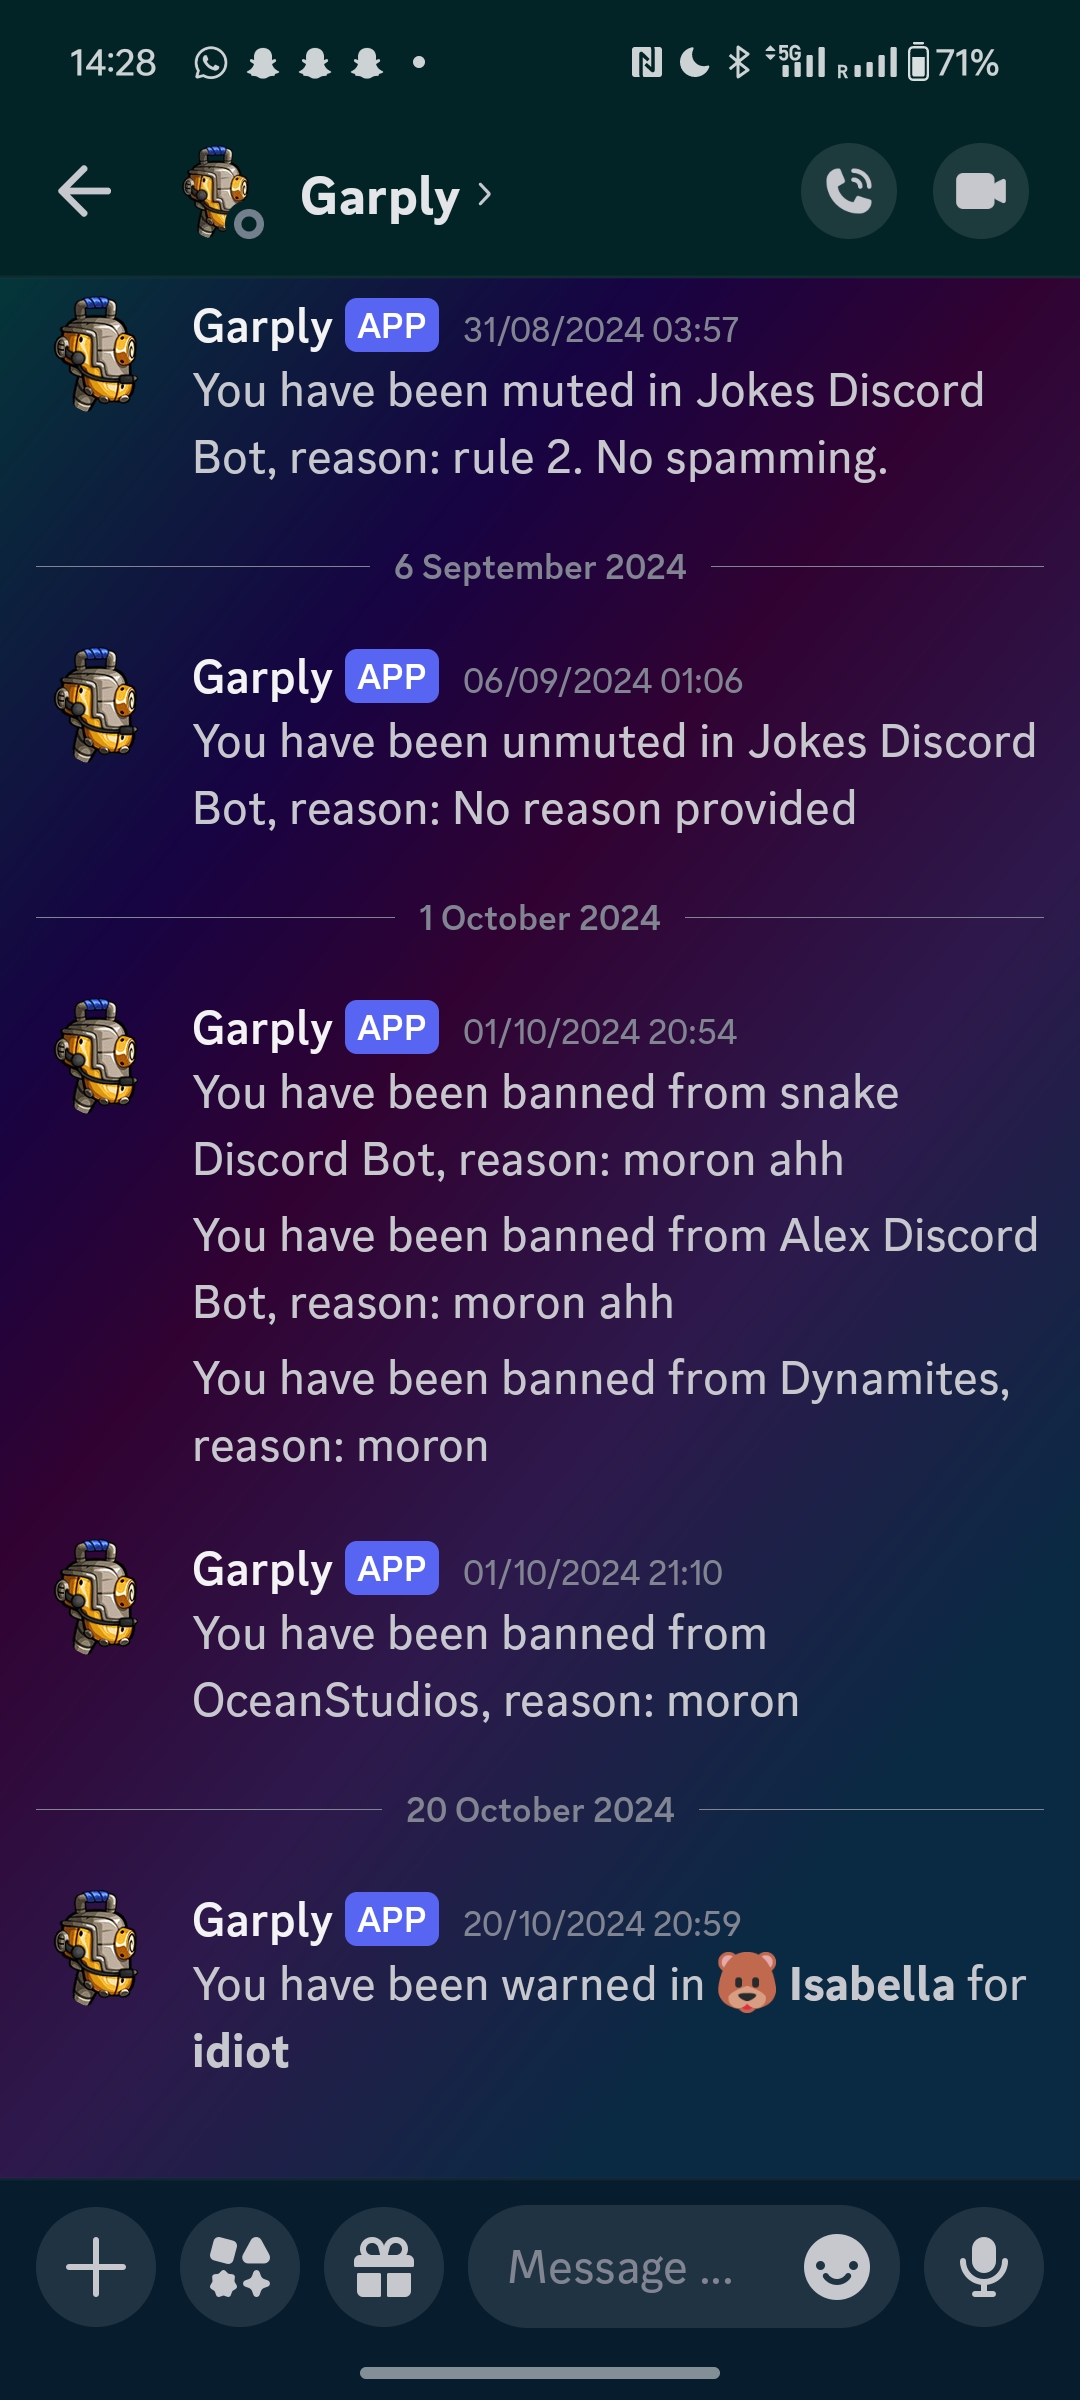 14:28
5G
R
71%
Garply
Garply APP 31/08/2024 03:57
You have been muted in Jokes Discord
Bot, reason: rule 2. No spamming.
6 September 2024
Garply APP 06/09/2024 01:06
You have been unmuted in Jokes Discord
Bot, reason: No reason provided
1 October 2024
Garply APP 01/10/2024 20:54
You have been banned from snake
Discord Bot, reason: moron ahh
You have been banned from Alex Discord
Bot, reason: moron ahh
You have been banned from Dynamites,
reason: moron
Garply APP 01/10/2024 21:10
You have been banned from
OceanStudios, reason: moron
20 October 2024
Garply APP 20/10/2024 20:59
You have been warned in 🐻 Isabella for
idiot
Message ...